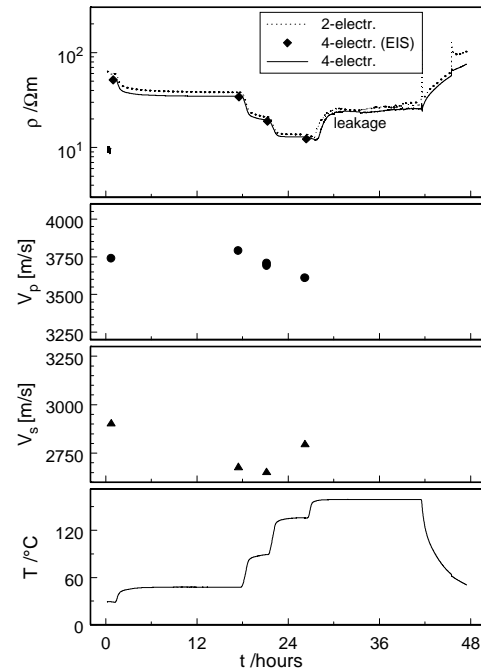 2-electr.
4-electr. (EIS)
4-electr.
10²
10¹
ρ /Ωm
leakage
4000
3750
3500
3250
V_p [m/s]
3250
3000
2750
V_s [m/s]
120
60
0
T /°C
0 12 24 36 48
t /hours